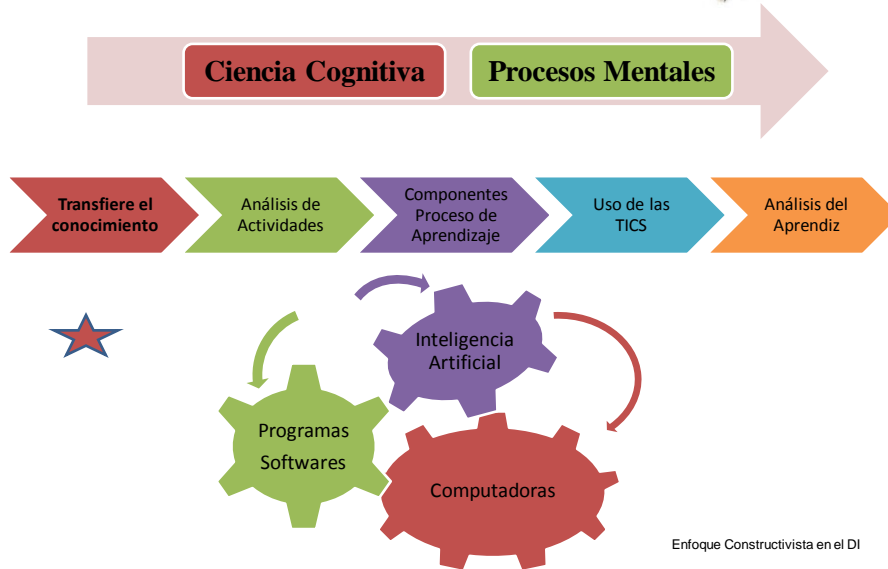 Ciencia Cognitiva
Procesos Mentales
Transfiere el
conocimiento
Análisis de
Actividades
Componentes
Proceso de
Aprendizaje
Uso de las
TICS
Análisis del
Aprendiz
Inteligencia
Artificial
Programas
Softwares
Computadoras
Enfoque Constructivista en el DI